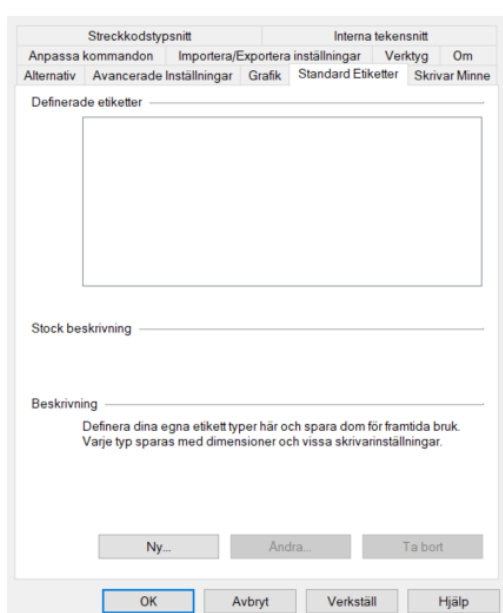 Streckkodstypsnitt Interna tekensnitt
Anpassa kommandon Importera/Exportera inställningar Verktyg Om
Alternativ Avancerade Inställningar Grafik Standard Etiketter Skrivar Minne
Definerade etiketter
Stock beskrivning
Beskrivning
Definera dina egna etikett typer här och spara dom för framtida bruk.
Varje typ sparas med dimensioner och vissa skrivarinställningar.
Ny... Ändra... Ta bort
OK Avbryt Verkställ Hjälp